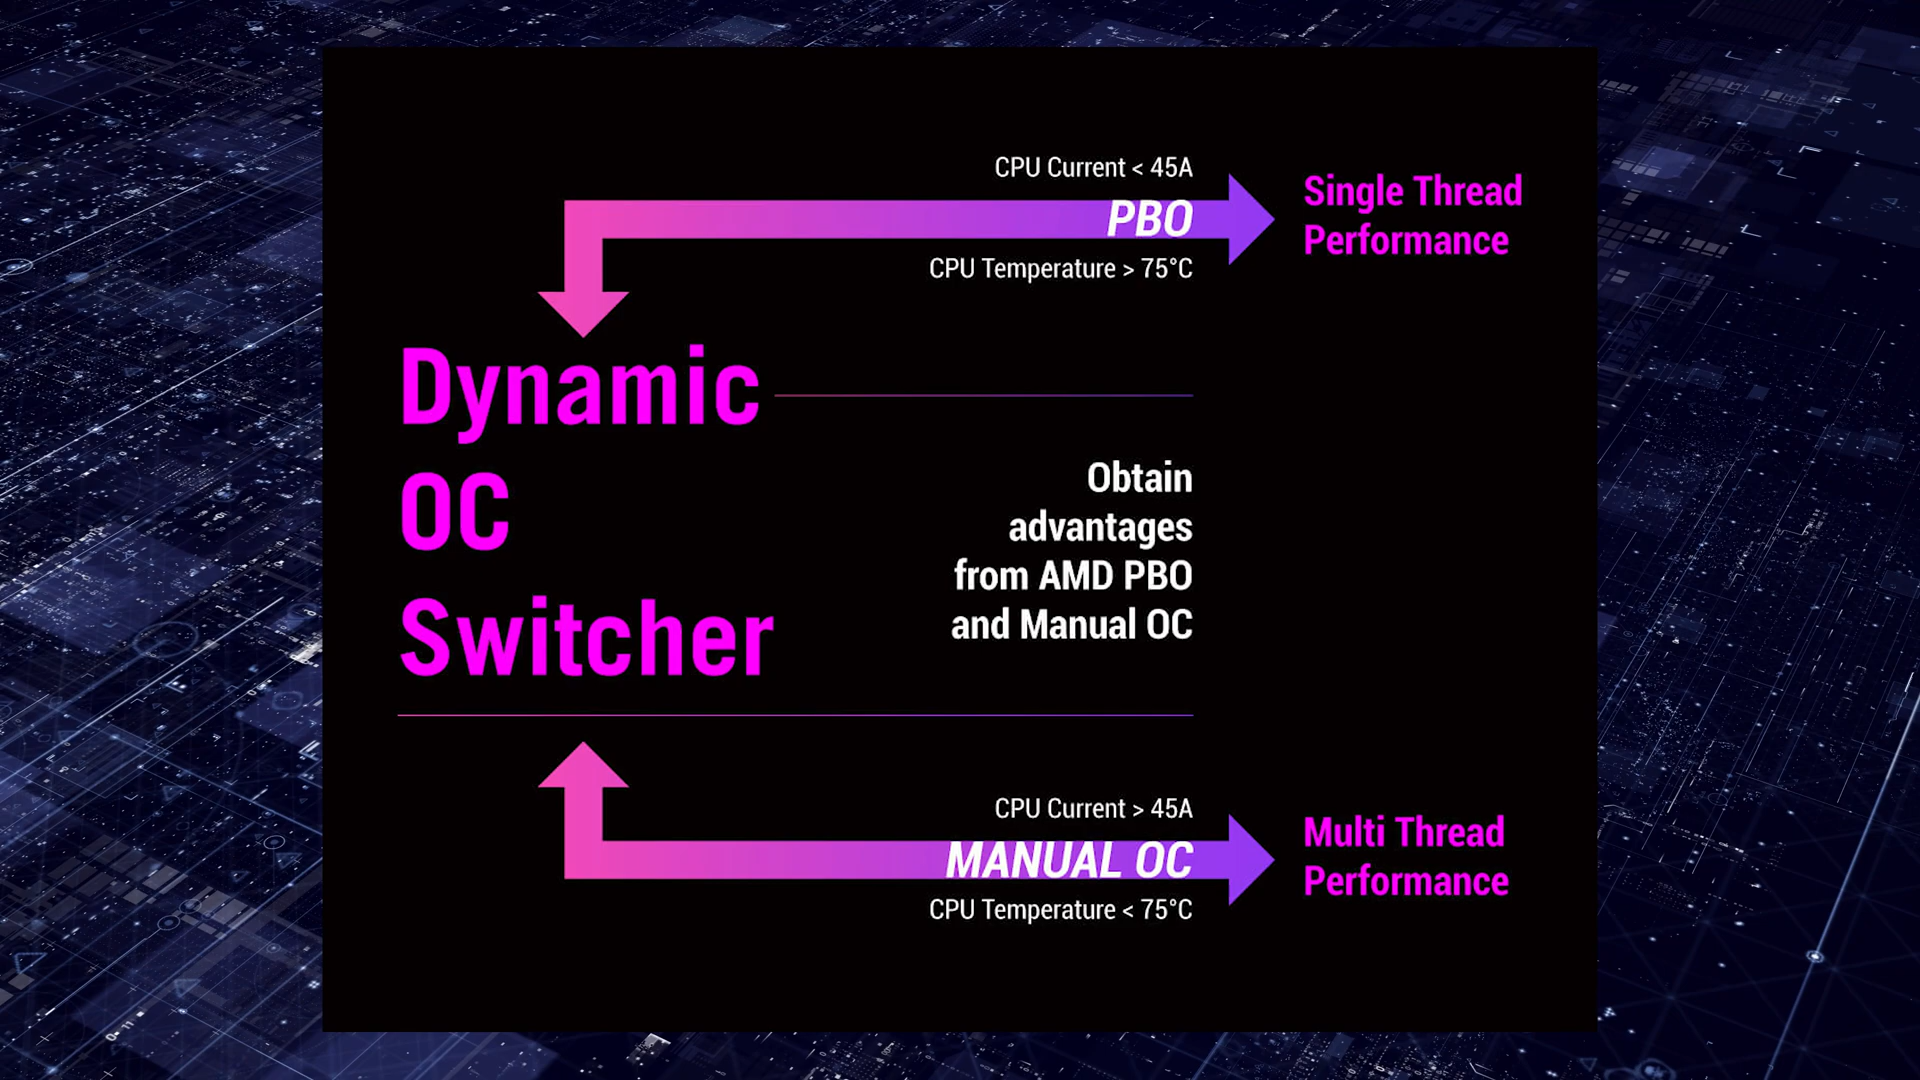 CPU Current < 45A
PBO
CPU Temperature > 75°C
Single Thread
Performance
Dynamic
OC
Switcher
Obtain
advantages
from AMD PBO
and Manual OC
CPU Current > 45A
MANUAL OC
CPU Temperature < 75°C
Multi Thread
Performance